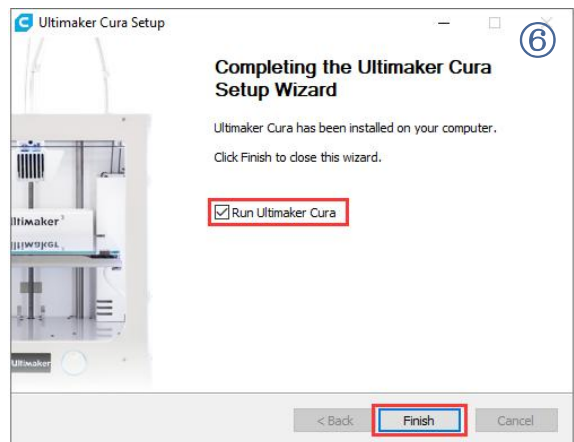 Ultimaker Cura Setup
⑥
Completing the Ultimaker Cura
Setup Wizard
Ultimaker Cura has been installed on your computer.
Click Finish to close this wizard.
Run Ultimaker Cura
Ultimaker³
Ultimaker
Ultimaker
< Back
Finish
Cancel